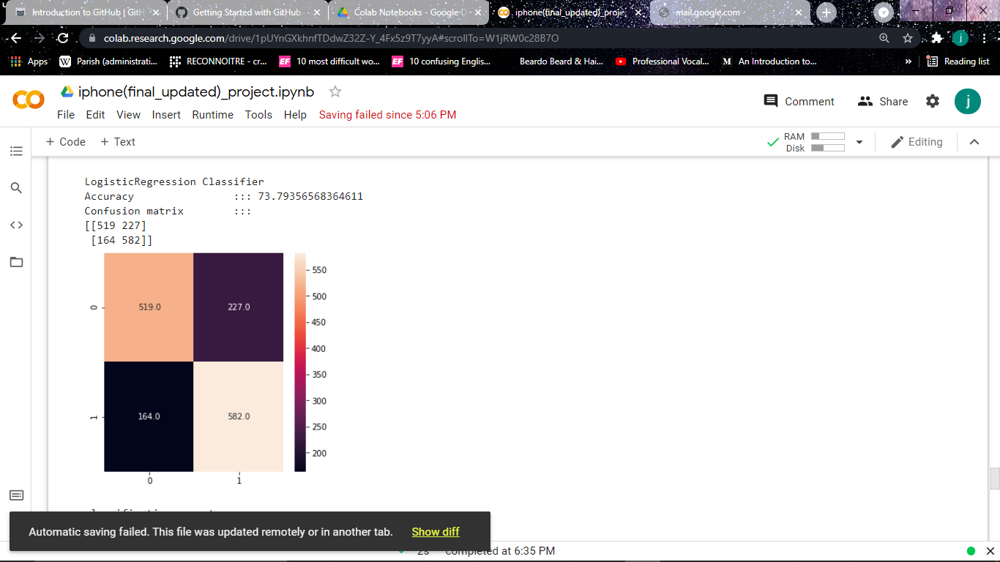 Introduction to GitHub | GitH
Getting Started with GitHub
Colab Notebooks - Google D
iphone(final_updated)_proje
mail.google.com
colab.research.google.com/drive/1pUYnGXkhnfTDdwZ32Z-Y_4Fx5z9T7yyA#scrollTo=W1jRW0c28B7O
j
Apps
W
Parish (administrati...
RECONNOITRE - cr...
EF
10 most difficult wo...
EF
10 confusing Englis...
Beardo Beard & Hai...
Professional Vocal...
M
An Introduction to...
»
Reading list
iphone(final_updated)_project.ipynb
Comment
Share
j
File Edit View Insert Runtime Tools Help Saving failed since 5:06 PM
+ Code + Text
RAM
Disk
Editing
LogisticRegression Classifier
Accuracy ::: 73.79356568364611
Confusion matrix :::
[[519 227]
[164 582]]
0
519.0
227.0
1
164.0
582.0
0
1
550
500
450
400
350
300
250
200
Automatic saving failed. This file was updated remotely or in another tab. Show diff
2s completed at 6:35 PM